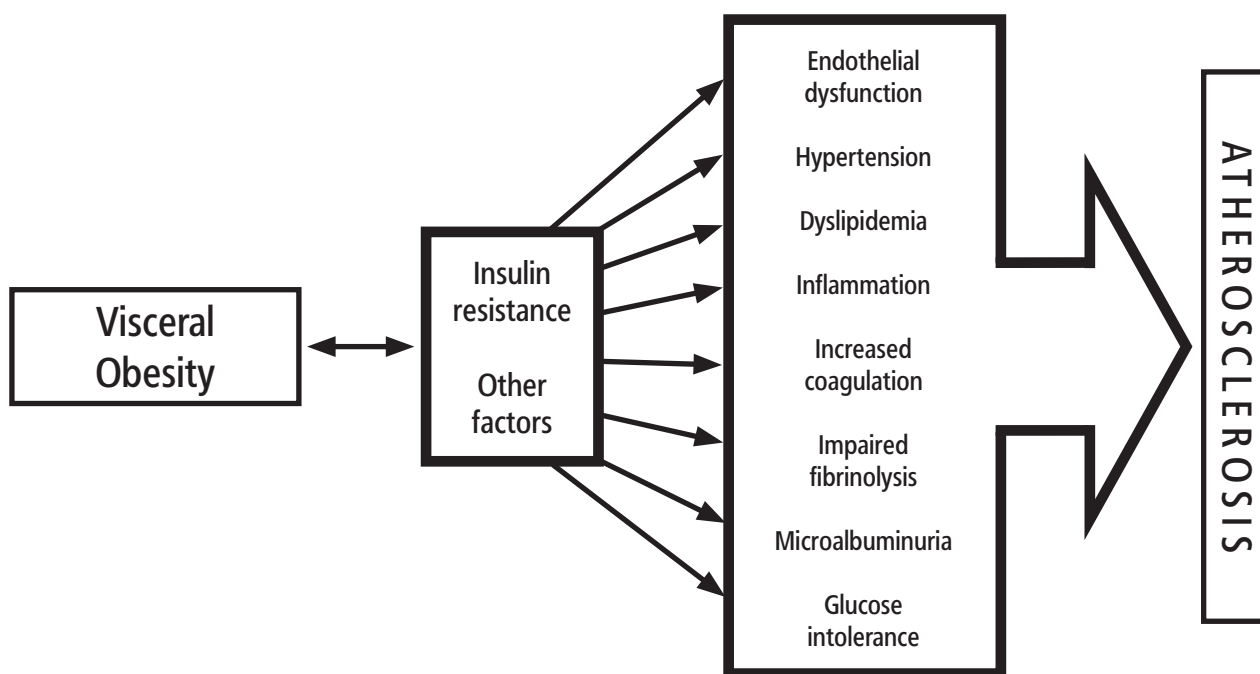 Visceral
Obesity
Insulin
resistance
Other
factors
Endothelial
dysfunction
Hypertension
Dyslipidemia
Inflammation
Increased
coagulation
Impaired
fibrinolysis
Microalbuminuria
Glucose
intolerance
ATHEROSCLEROSIS